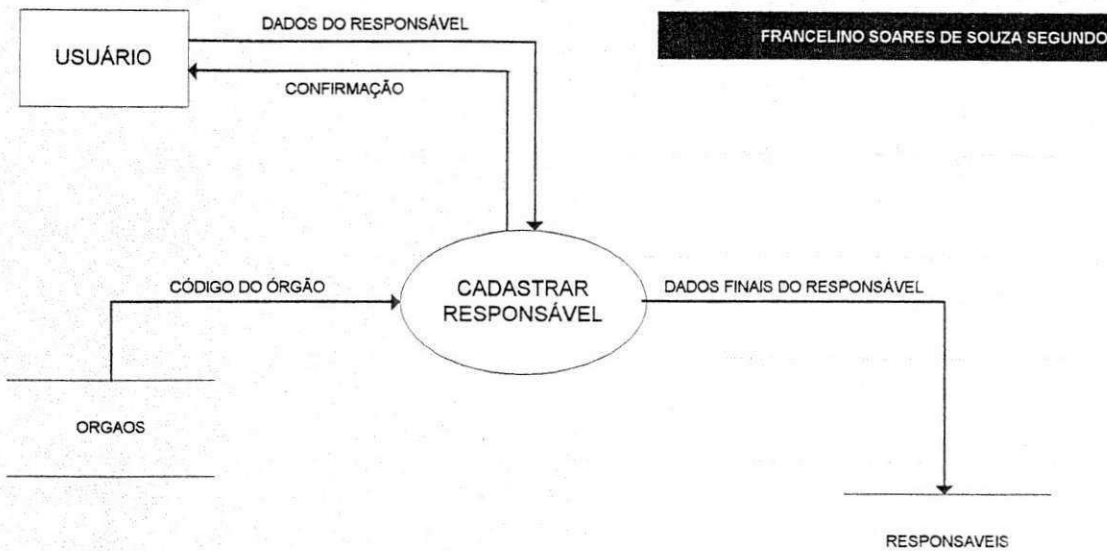 DADOS DO RESPONSÁVEL
FRANCELINO SOARES DE SOUZA SEGUNDO
USUÁRIO
CONFIRMAÇÃO
CÓDIGO DO ÓRGÃO
CADASTRAR
RESPONSÁVEL
DADOS FINAIS DO RESPONSÁVEL
ORGAOS
RESPONSAVEIS